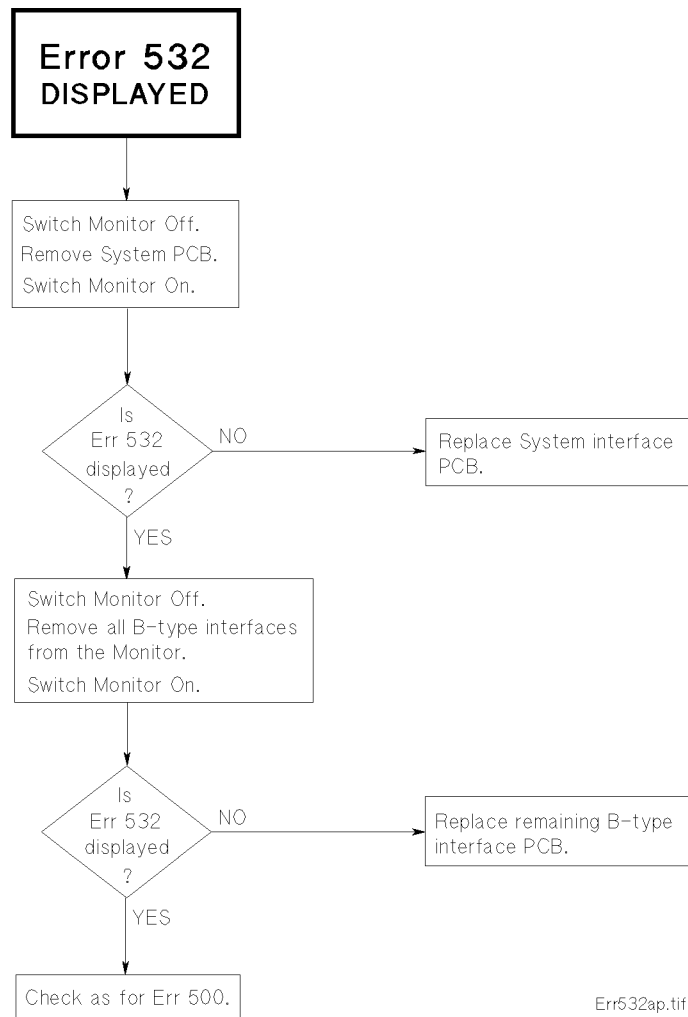 Error 532
DISPLAYED
Switch Monitor Off.
Remove System PCB.
Switch Monitor On.
Is
Err 532
displayed
?
NO
Replace System interface
PCB.
YES
Switch Monitor Off.
Remove all B-type interfaces
from the Monitor.
Switch Monitor On.
Is
Err 532
displayed
?
NO
Replace remaining B-type
interface PCB.
YES
Check as for Err 500.
Err532ap.tif